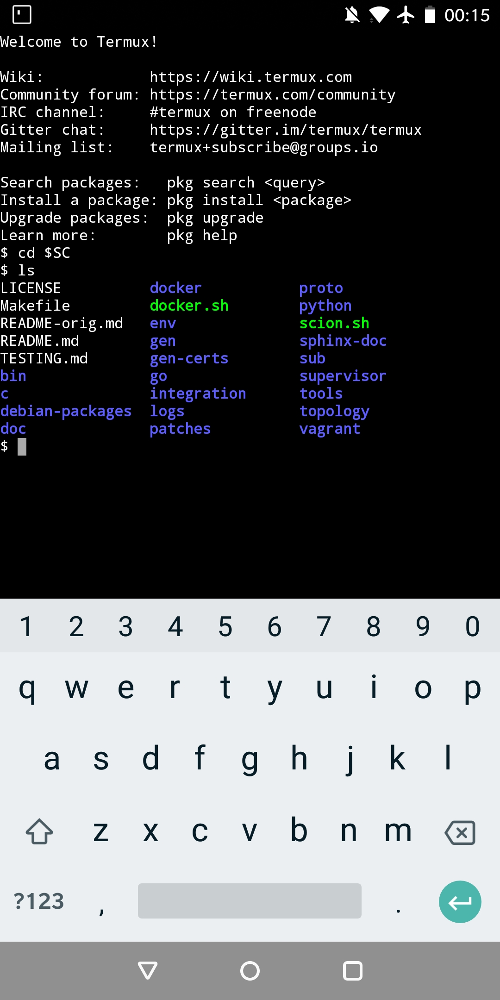 00:15
Welcome to Termux!
Wiki: https://wiki.termux.com
Community forum: https://termux.com/community
IRC channel: #termux on freenode
Gitter chat: https://gitter.im/termux/termux
Mailing list: termux+subscribe@groups.io
Search packages: pkg search <query>
Install a package: pkg install <package>
Upgrade packages: pkg upgrade
Learn more: pkg help
$ cd $SC
$ ls
LICENSE docker proto
Makefile docker.sh python
README-orig.md env scion.sh
README.md gen sphinx-doc
TESTING.md gen-certs sub
bin go supervisor
c integration tools
debian-packages logs topology
doc patches vagrant
$
1 2 3 4 5 6 7 8 9 0
q w e r t y u i o p
a s d f g h j k l
z x c v b n m
?123 , .